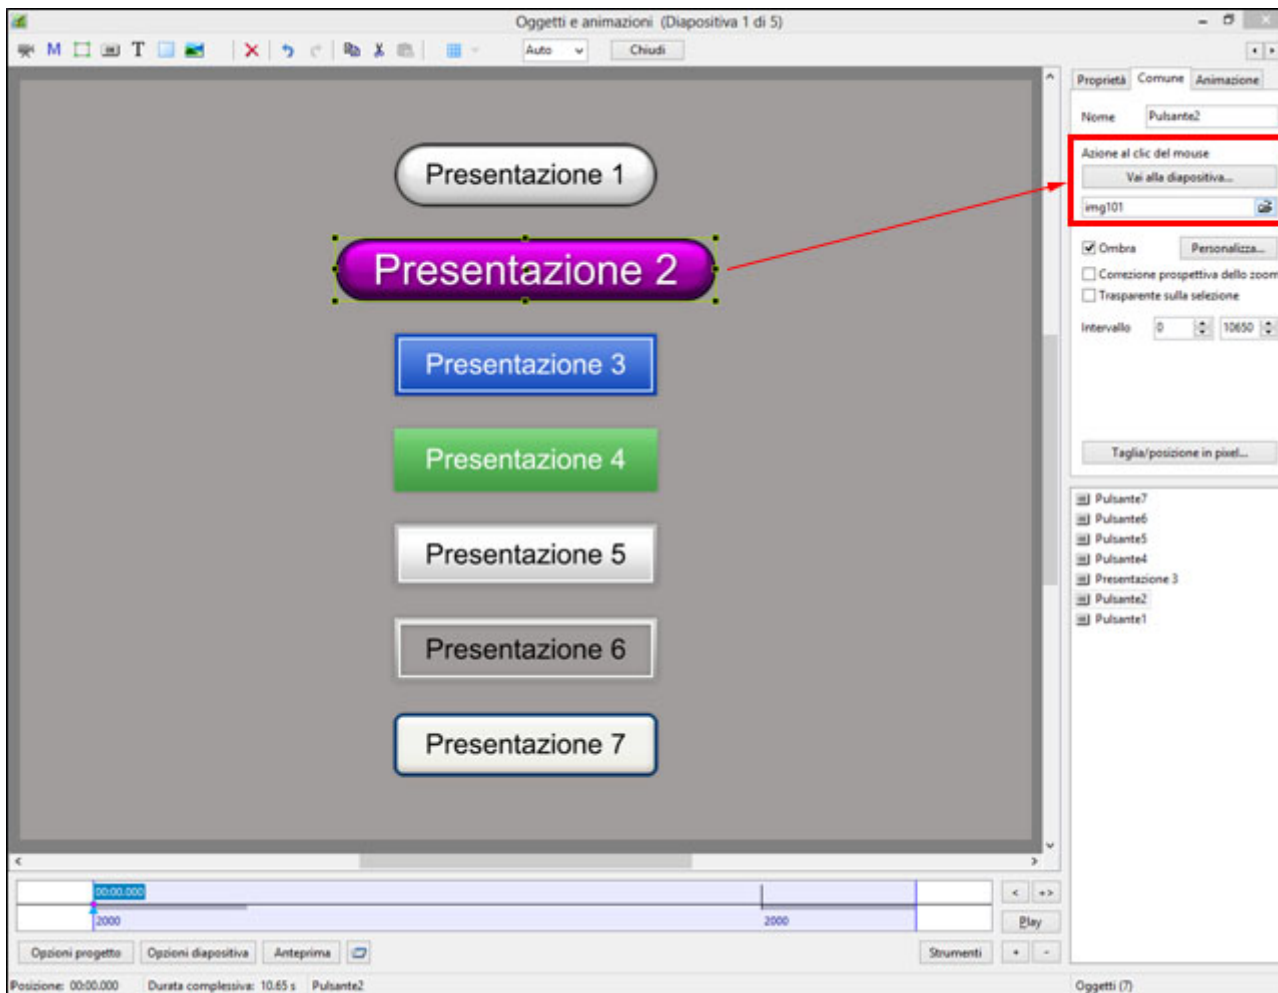 Oggetti e animazioni (Diapositiva 1 di 5)
M T Auto Chiudi
Proprietà Comune Animazione
Nome Pulsante2
Azione al clic del mouse
Vai alla diapositiva...
img101
Ombra Personalizza...
Correzione prospettiva dello zoom
Trasparente sulla selezione
Intervallo 0 10650
Taglia/posizione in pixel...
Presentazione 1
Presentazione 2
Presentazione 3
Presentazione 4
Presentazione 5
Presentazione 6
Presentazione 7
Pulsante7
Pulsante6
Pulsante5
Pulsante4
Presentazione 3
Pulsante2
Pulsante1
00:00.000
2000 2000
< +>
Play
Opzioni progetto Opzioni diapositiva Anteprima Strumenti + -
Posizione: 00:00.000 Durata complessiva: 10.65 s Pulsante2 Oggetti (7)